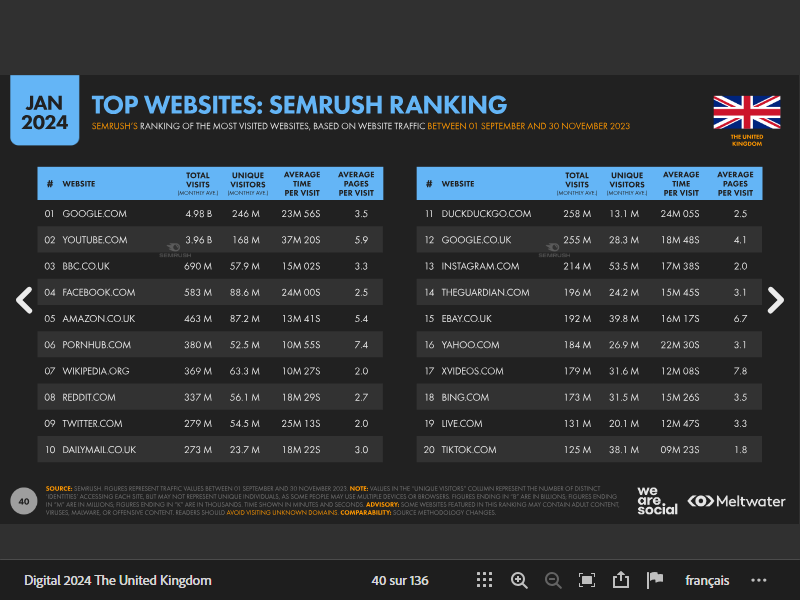 JAN
2024
TOP WEBSITES: SEMRUSH RANKING
SEMRUSH'S RANKING OF THE MOST VISITED WEBSITES, BASED ON WEBSITE TRAFFIC BETWEEN 01 SEPTEMBER AND 30 NOVEMBER 2023
THE UNITED
KINGDOM
# WEBSITE TOTAL VISITS (MONTHLY AVE.) UNIQUE VISITORS (MONTHLY AVE.) AVERAGE TIME PER VISIT AVERAGE PAGES PER VISIT
01 GOOGLE.COM 4.98 B 246 M 23M 56S 3.5
02 YOUTUBE.COM 3.96 B 168 M 37M 20S 5.9
SEMRUSH
03 BBC.CO.UK 690 M 57.9 M 15M 02S 3.3
04 FACEBOOK.COM 583 M 88.6 M 24M 00S 2.5
05 AMAZON.CO.UK 463 M 87.2 M 13M 41S 5.4
06 PORNHUB.COM 380 M 52.5 M 10M 55S 7.4
07 WIKIPEDIA.ORG 369 M 63.3 M 10M 27S 2.0
08 REDDIT.COM 337 M 56.1 M 18M 29S 2.7
09 TWITTER.COM 279 M 54.5 M 25M 13S 2.0
10 DAILYMAIL.CO.UK 273 M 23.7 M 18M 22S 3.0
# WEBSITE TOTAL VISITS (MONTHLY AVE.) UNIQUE VISITORS (MONTHLY AVE.) AVERAGE TIME PER VISIT AVERAGE PAGES PER VISIT
11 DUCKDUCKGO.COM 258 M 13.1 M 24M 05S 2.5
12 GOOGLE.CO.UK 255 M 28.3 M 18M 48S 4.1
SEMRUSH
13 INSTAGRAM.COM 214 M 53.5 M 17M 38S 2.0
14 THEGUARDIAN.COM 196 M 24.2 M 15M 45S 3.1
15 EBAY.CO.UK 192 M 39.8 M 16M 17S 6.7
16 YAHOO.COM 184 M 26.9 M 22M 30S 3.1
17 XVIDEOS.COM 179 M 31.6 M 12M 08S 7.8
18 BING.COM 173 M 31.5 M 15M 26S 3.5
19 LIVE.COM 131 M 20.1 M 12M 47S 3.3
20 TIKTOK.COM 125 M 38.1 M 09M 23S 1.8
40
SOURCE: SEMRUSH. FIGURES REPRESENT TRAFFIC VALUES BETWEEN 01 SEPTEMBER AND 30 NOVEMBER 2023. NOTE: VALUES IN THE "UNIQUE VISITORS" COLUMN REPRESENT THE NUMBER OF DISTINCT
'IDENTITIES' ACCESSING EACH SITE, BUT MAY NOT REPRESENT UNIQUE INDIVIDUALS, AS SOME PEOPLE MAY USE MULTIPLE DEVICES OR BROWSERS. FIGURES ENDING IN "B" ARE IN BILLIONS, FIGURES ENDING
IN "M" ARE IN MILLIONS, FIGURES ENDING IN "K" ARE IN THOUSANDS. TIME SHOWN IN MINUTES AND SECONDS. ADVISORY: SOME WEBSITES FEATURED IN THIS RANKING MAY CONTAIN ADULT CONTENT,
VIRUSES, MALWARE, OR OFFENSIVE CONTENT. READERS SHOULD AVOID VISITING UNKNOWN DOMAINS. COMPARABILITY: SOURCE METHODOLOGY CHANGES.
we
are.
social
Meltwater
Digital 2024 The United Kingdom
40 sur 136
français